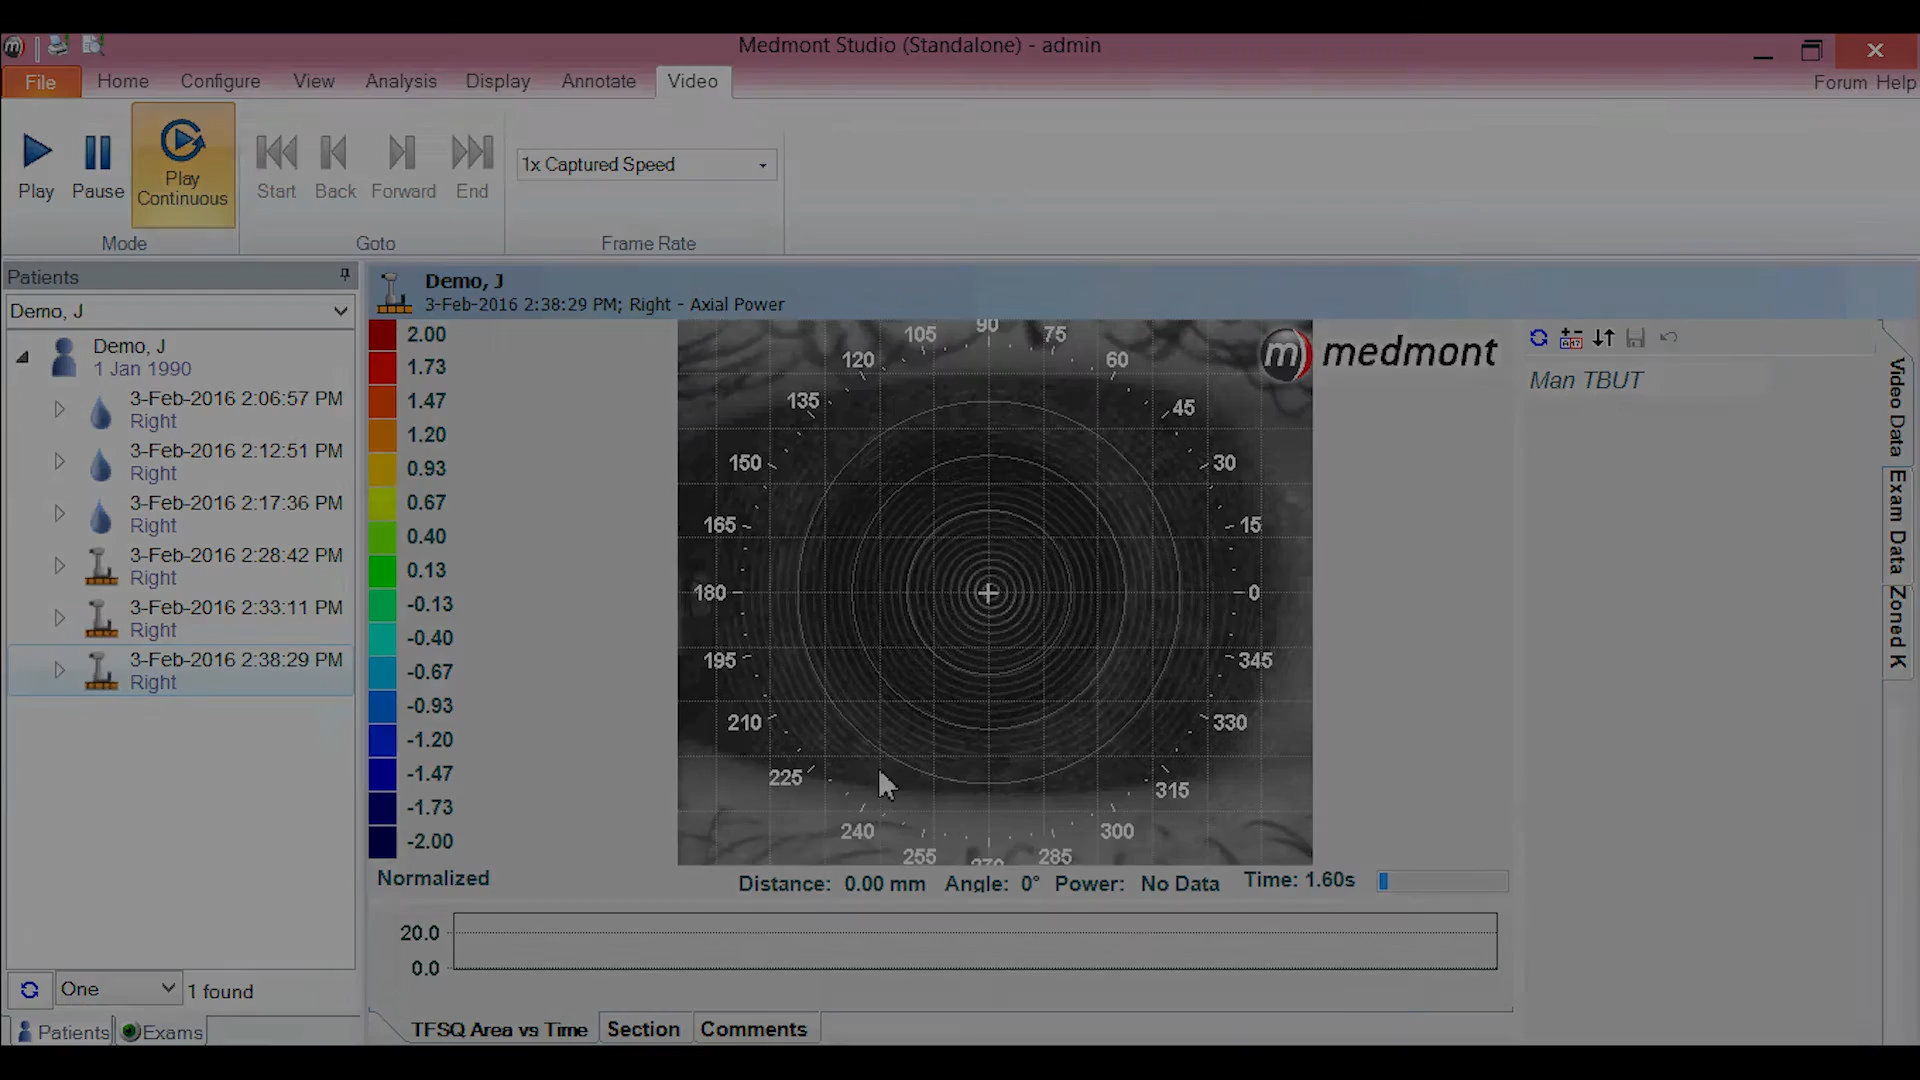 Medmont Studio (Standalone) - admin
File Home Configure View Analysis Display Annotate Video
Forum Help
Play Pause Play Continuous Start Back Forward End
1x Captured Speed
Mode Goto Frame Rate
Patients
Demo, J
Demo, J
1 Jan 1990
3-Feb-2016 2:06:57 PM
Right
3-Feb-2016 2:12:51 PM
Right
3-Feb-2016 2:17:36 PM
Right
3-Feb-2016 2:28:42 PM
Right
3-Feb-2016 2:33:11 PM
Right
3-Feb-2016 2:38:29 PM
Right
One 1 found
Patients Exams
Demo, J
3-Feb-2016 2:38:29 PM; Right - Axial Power
2.00
1.73
1.47
1.20
0.93
0.67
0.40
0.13
-0.13
-0.40
-0.67
-0.93
-1.20
-1.47
-1.73
-2.00
Normalized
105 90 75
120 60
135 45
150 30
165 15
180 0
195 345
210 330
225 315
240 300
255 270 285
m medmont
Distance: 0.00 mm Angle: 0° Power: No Data Time: 1.60s
20.0
0.0
TFSQ Area vs Time Section Comments
Man TBUT
Video Data
Exam Data
Zoned K